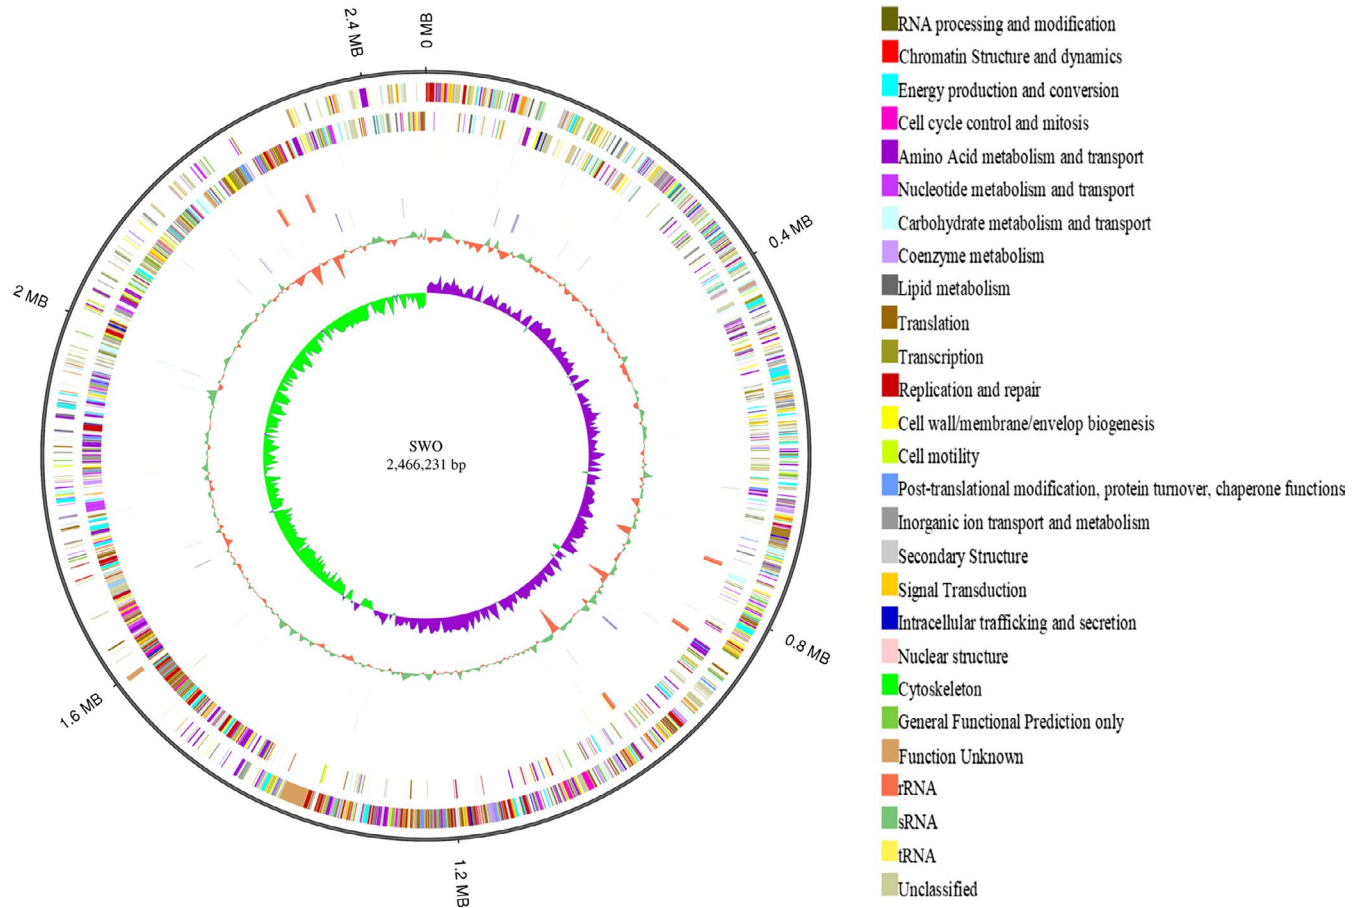 0 MB
0.4 MB
0.8 MB
1.2 MB
1.6 MB
2 MB
2.4 MB
SWO
2,466,231 bp
RNA processing and modification
Chromatin Structure and dynamics
Energy production and conversion
Cell cycle control and mitosis
Amino Acid metabolism and transport
Nucleotide metabolism and transport
Carbohydrate metabolism and transport
Coenzyme metabolism
Lipid metabolism
Translation
Transcription
Replication and repair
Cell wall/membrane/envelop biogenesis
Cell motility
Post-translational modification, protein turnover, chaperone functions
Inorganic ion transport and metabolism
Secondary Structure
Signal Transduction
Intracellular trafficking and secretion
Nuclear structure
Cytoskeleton
General Functional Prediction only
Function Unknown
rRNA
sRNA
tRNA
Unclassified